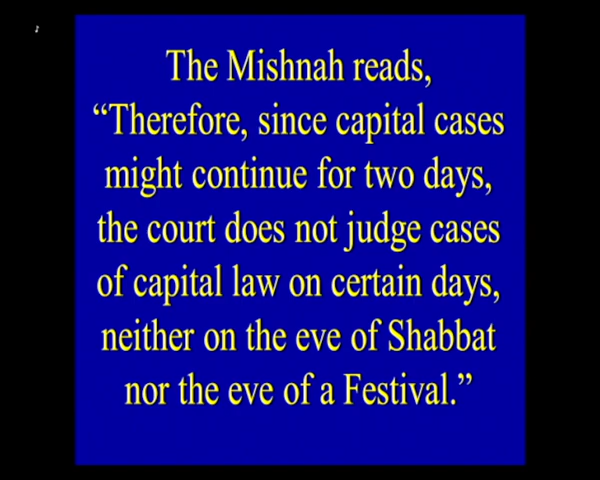 The Mishnah reads,
“Therefore, since capital cases
might continue for two days,
the court does not judge cases
of capital law on certain days,
neither on the eve of Shabbat
nor the eve of a Festival.”